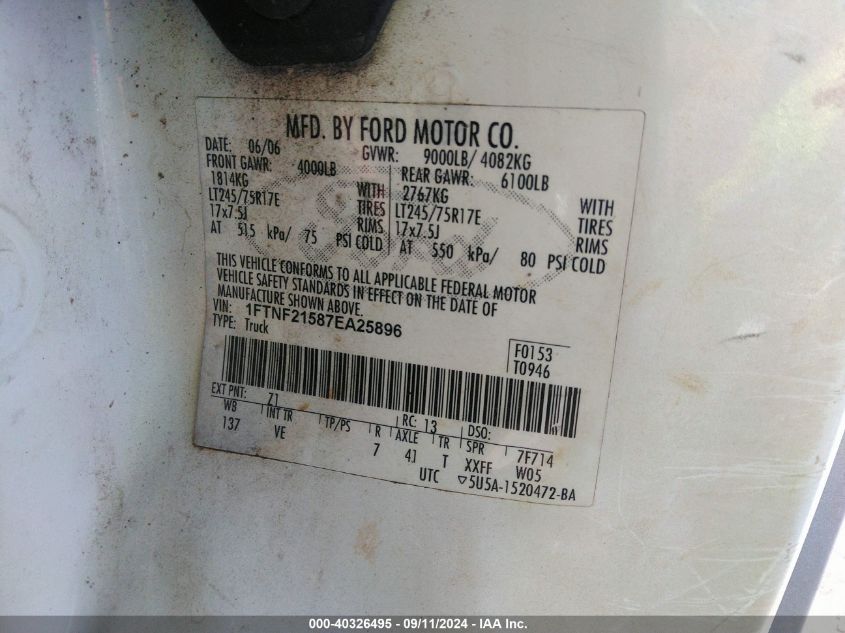 MFD. BY FORD MOTOR CO.
DATE: 06/06 GVWR: 9000LB/ 4082KG
FRONT GAWR: 4000LB REAR GAWR: 6100LB
1814KG WITH 2767KG WITH
LT245/75R17E TIRES LT245/75R17E TIRES
17x7.5J RIMS 17x7.5J RIMS
AT 515 kPa/ 75 PSI COLD AT 550 kPa/ 80 PSI COLD
THIS VEHICLE CONFORMS TO ALL APPLICABLE FEDERAL MOTOR
VEHICLE SAFETY STANDARDS IN EFFECT ON THE DATE OF
MANUFACTURE SHOWN ABOVE.
VIN: 1FTNF21587EA25896
TYPE: Truck
F0153
T0946
EXT PNT: Z1 RC: 13 DSO:
WB INT TR TP/PS R AXLE TR SPR 7F714
137 VE 7 41 T XXFF W05
UTC ▽5U5A-1520472-BA
000-40326495 - 09/11/2024 - IAA Inc.